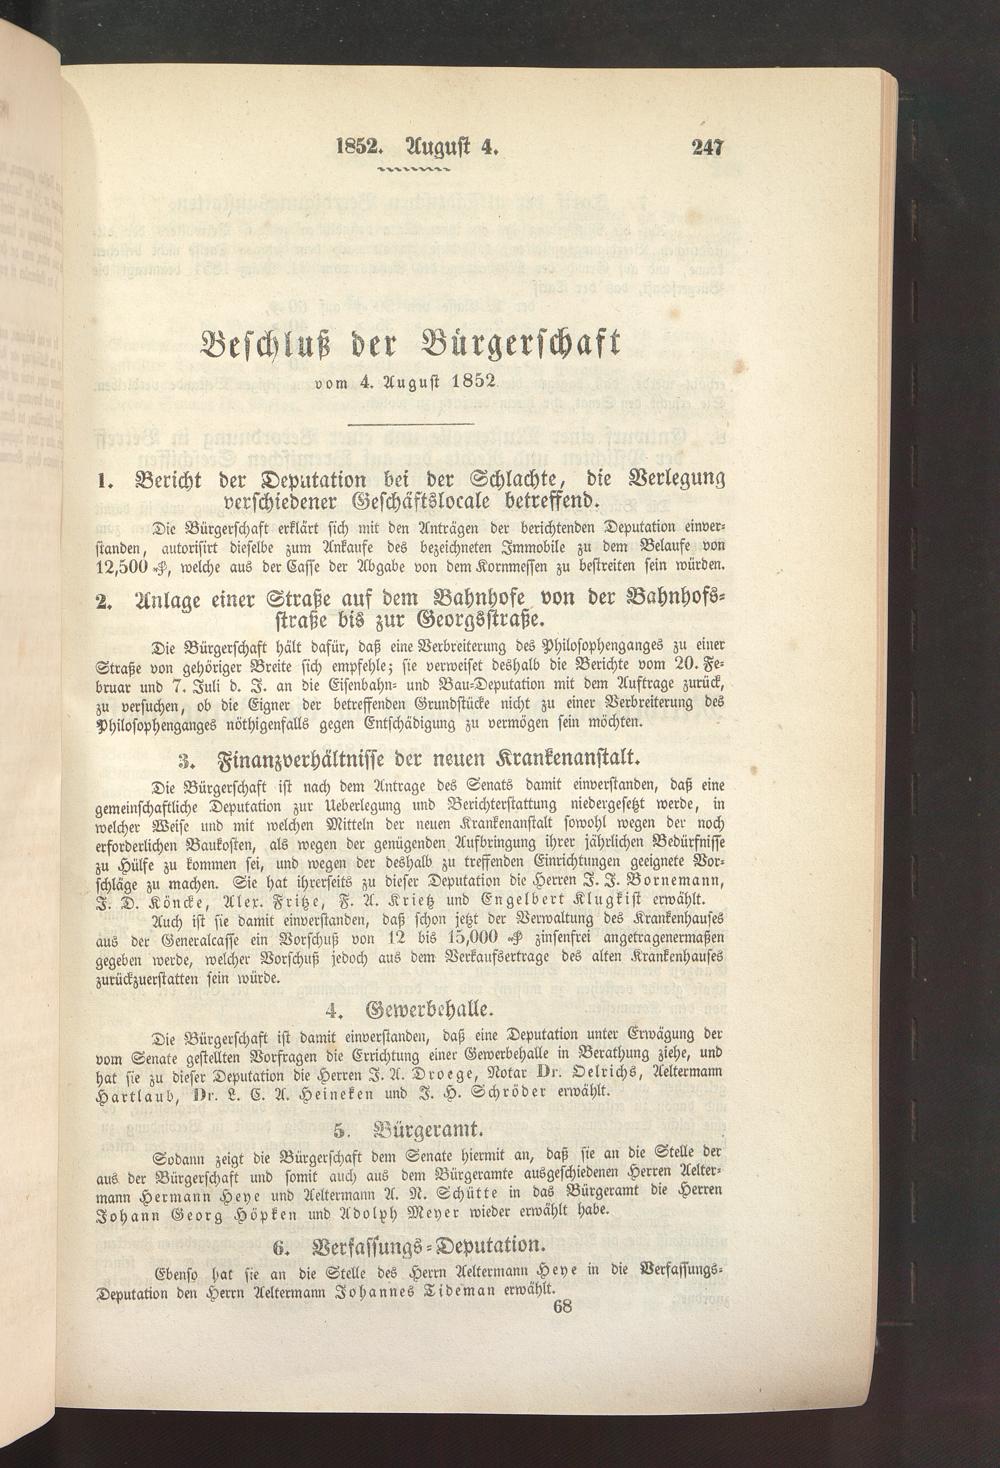 1852. August 4.
247
Beschluß der Bürgerschaft
vom 4. August 1852
1. Bericht der Deputation bei der Schlachte, die Verlegung
verschiedener Geschäftslocale betreffend.
Die Bürgerschaft erklärt sich mit den Anträgen der berichtenden Deputation einver-
standen, autorisirt dieselbe zum Ankaufe des bezeichneten Immobile zu dem Belaufe von
12,500 ₰, welche aus der Casse der Abgabe von dem Kornmessen zu bestreiten sein würden.
2. Anlage einer Straße auf dem Bahnhofe von der Bahnhofs-
straße bis zur Georgsstraße.
Die Bürgerschaft hält dafür, daß eine Verbreiterung des Philosophenganges zu einer
Straße von gehöriger Breite sich empfehle; sie verweiset deshalb die Berichte vom 20. Fe-
bruar und 7. Juli d. J. an die Eisenbahn- und Bau-Deputation mit dem Auftrage zurück,
zu versuchen, ob die Eigner der betreffenden Grundstücke nicht zu einer Verbreiterung des
Philosophenganges nöthigenfalls gegen Entschädigung zu vermögen sein möchten.
3. Finanzverhältnisse der neuen Krankenanstalt.
Die Bürgerschaft ist nach dem Antrage des Senats damit einverstanden, daß eine
gemeinschaftliche Deputation zur Ueberlegung und Berichterstattung niedergesetzt werde, in
welcher Weise und mit welchen Mitteln der neuen Krankenanstalt sowohl wegen der noch
erforderlichen Baukosten, als wegen der genügenden Aufbringung ihrer jährlichen Bedürfnisse
zu Hülfe zu kommen sei, und wegen der deshalb zu treffenden Einrichtungen geeignete Vor-
schläge zu machen. Sie hat ihrerseits zu dieser Deputation die Herren J. J. Bornemann,
J. D. Köncke, Alex. Fritze, F. A. Krietz und Engelbert Klugkist erwählt.
Auch ist sie damit einverstanden, daß schon jetzt der Verwaltung des Krankenhauses
aus der Generalcasse ein Vorschuß von 12 bis 15,000 ₰ zinsenfrei angetragenermaßen
gegeben werde, welcher Vorschuß jedoch aus dem Verkaufsertrage des alten Krankenhauses
zurückzuerstatten sein würde.
4. Gewerbehalle.
Die Bürgerschaft ist damit einverstanden, daß eine Deputation unter Erwägung der
vom Senate gestellten Vorfragen die Errichtung einer Gewerbehalle in Berathung ziehe, und
hat sie zu dieser Deputation die Herren J. A. Droege, Notar Dr. Oelrichs, Aeltermann
Hartlaub, Dr. L. C. A. Heineken und J. H. Schröder erwählt.
5. Bürgeramt.
Sodann zeigt die Bürgerschaft dem Senate hiermit an, daß sie an die Stelle der
aus der Bürgerschaft und somit auch aus dem Bürgeramte ausgeschiedenen Herren Aelter-
mann Hermann Heye und Aeltermann A. N. Schütte in das Bürgeramt die Herren
Johann Georg Höpken und Adolph Meyer wieder erwählt habe.
6. Verfassungs-Deputation.
Ebenso hat sie an die Stelle des Herrn Aeltermann Heye in die Verfassungs-
Deputation den Herrn Aeltermann Johannes Tideman erwählt.
68